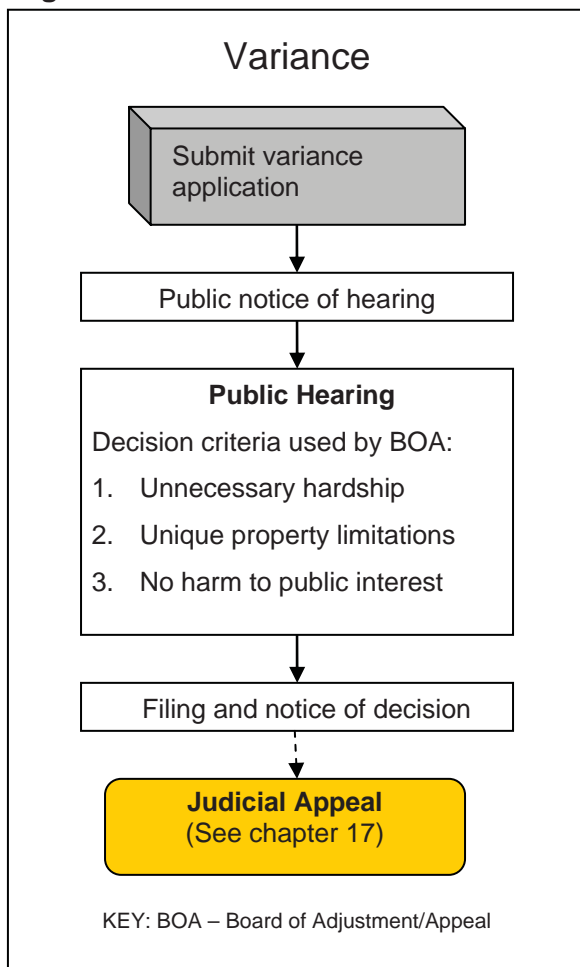 Variance
Submit variance
application
Public notice of hearing
Public Hearing
Decision criteria used by BOA:
1. Unnecessary hardship
2. Unique property limitations
3. No harm to public interest
Filing and notice of decision
Judicial Appeal
(See chapter 17)
KEY: BOA – Board of Adjustment/Appeal